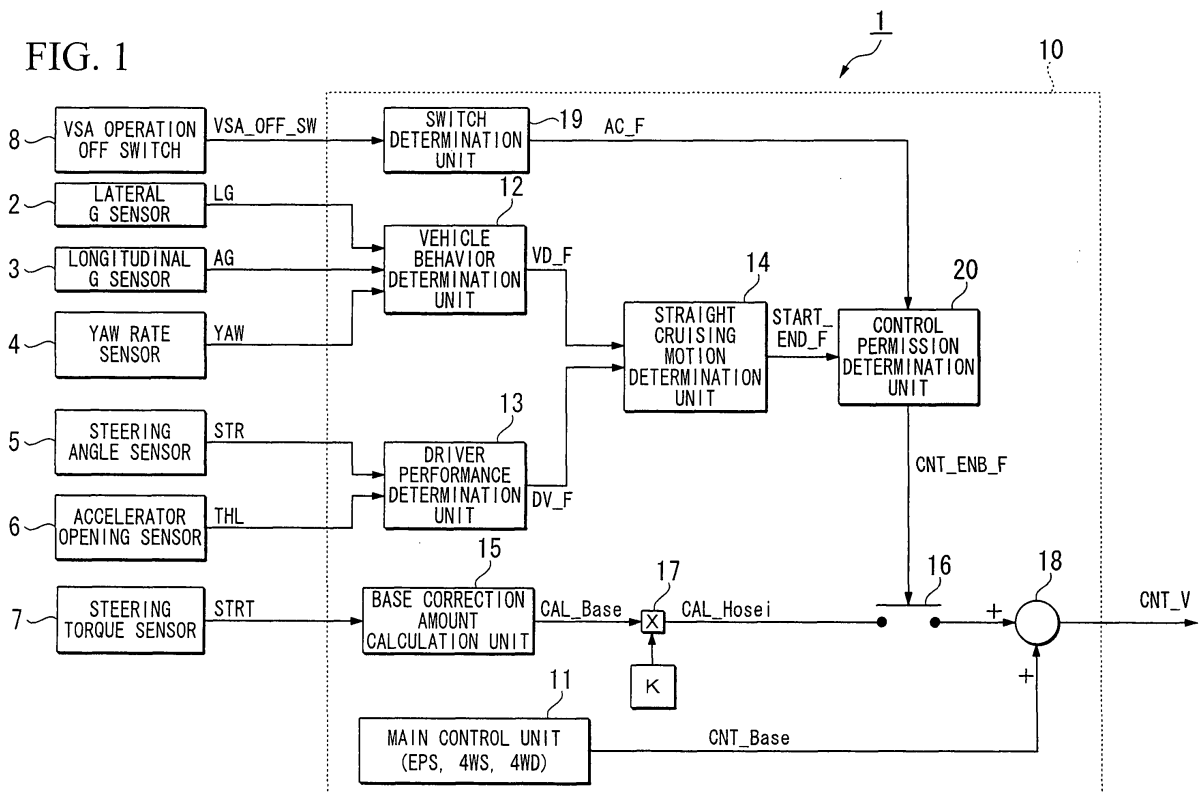 FIG. 1
1
10
8
VSA OPERATION
OFF SWITCH
VSA_OFF_SW
SWITCH
DETERMINATION
UNIT
19
AC_F
2
LATERAL
G SENSOR
LG
3
LONGITUDINAL
G SENSOR
AG
4
YAW RATE
SENSOR
YAW
12
VEHICLE
BEHAVIOR
DETERMINATION
UNIT
VD_F
14
STRAIGHT
CRUISING
MOTION
DETERMINATION
UNIT
START_
END_F
20
CONTROL
PERMISSION
DETERMINATION
UNIT
5
STEERING
ANGLE SENSOR
STR
6
ACCELERATOR
OPENING SENSOR
THL
13
DRIVER
PERFORMANCE
DETERMINATION
UNIT
DV_F
CNT_ENB_F
7
STEERING
TORQUE SENSOR
STRT
15
BASE CORRECTION
AMOUNT
CALCULATION UNIT
CAL_Base
17
X
K
CAL_Hosei
16
+
18
+
CNT_V
11
MAIN CONTROL UNIT
(EPS, 4WS, 4WD)
CNT_Base